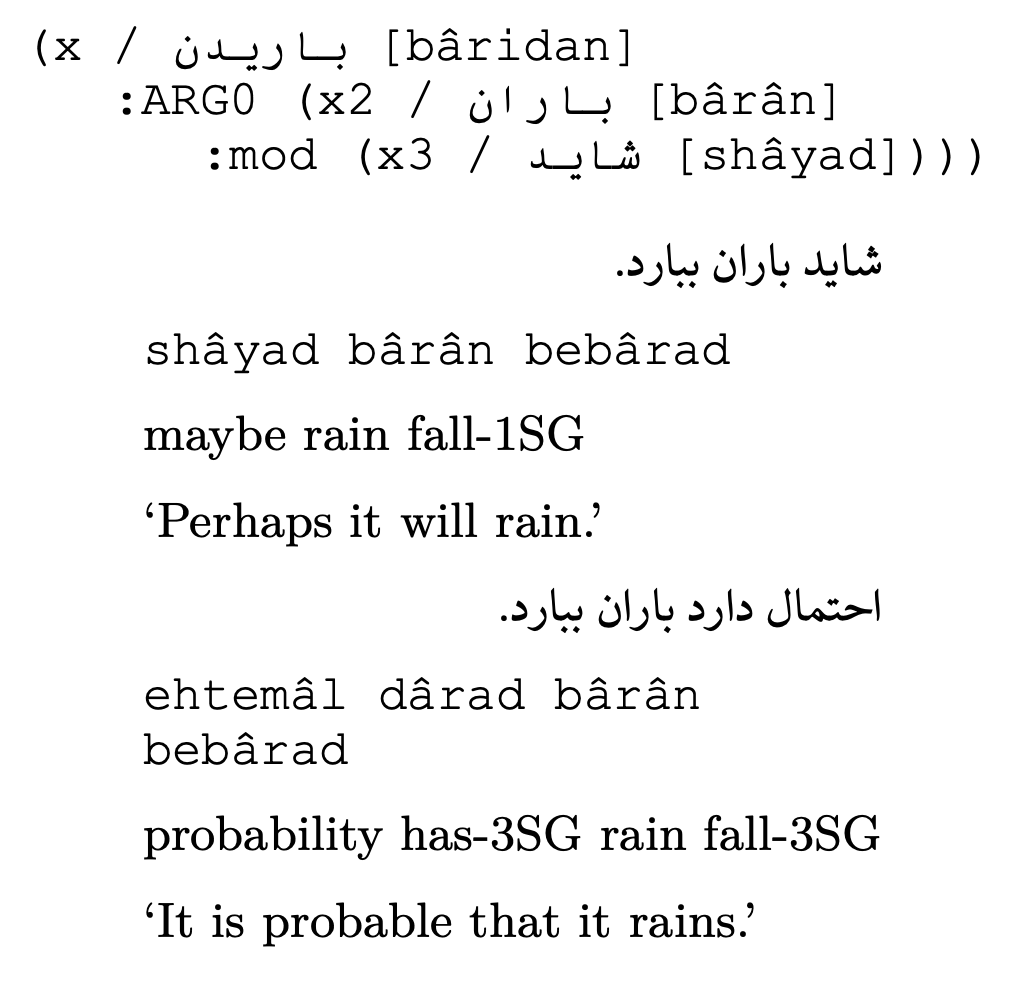 (x / باریدن [bâridan]
:ARG0 (x2 / باران [bârân]
:mod (x3 / شاید [shâyad])))
شاید باران ببارد.
shâyad bârân bebârad
maybe rain fall-1SG
‘Perhaps it will rain.’
احتمال دارد باران ببارد.
ehtemâl dârad bârân
bebârad
probability has-3SG rain fall-3SG
‘It is probable that it rains.’